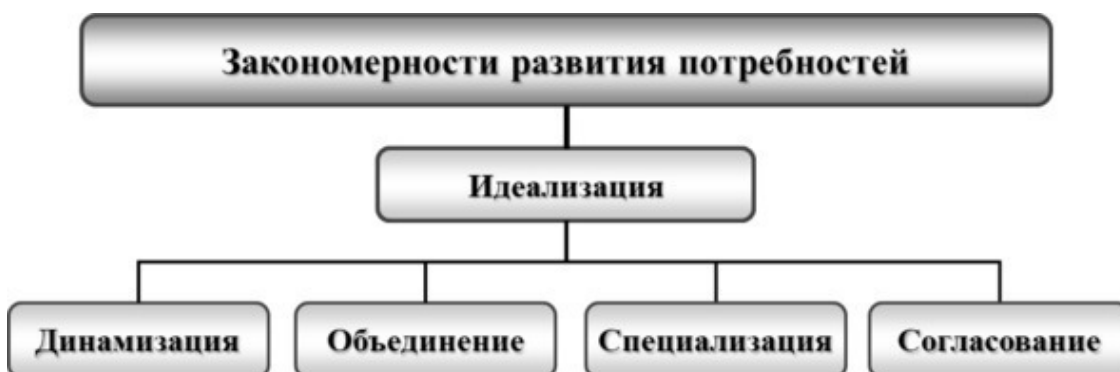 Закономерности развития потребностей
Идеализация
Динамизация
Объединение
Специализация
Согласование